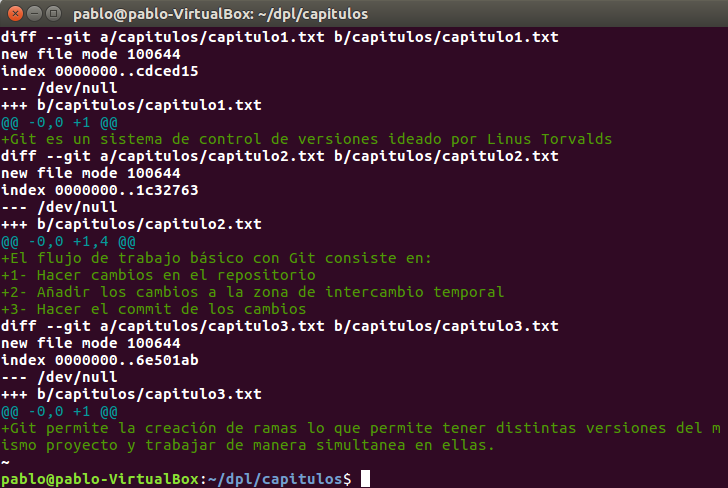 pablo@pablo-VirtualBox: ~/dpl/capitulos
diff --git a/capitulos/capitulo1.txt b/capitulos/capitulo1.txt
new file mode 100644
index 0000000..cdced15
--- /dev/null
+++ b/capitulos/capitulo1.txt
@@ -0,0 +1 @@
+Git es un sistema de control de versiones ideado por Linus Torvalds
diff --git a/capitulos/capitulo2.txt b/capitulos/capitulo2.txt
new file mode 100644
index 0000000..1c32763
--- /dev/null
+++ b/capitulos/capitulo2.txt
@@ -0,0 +1,4 @@
+El flujo de trabajo básico con Git consiste en:
+1- Hacer cambios en el repositorio
+2- Añadir los cambios a la zona de intercambio temporal
+3- Hacer el commit de los cambios
diff --git a/capitulos/capitulo3.txt b/capitulos/capitulo3.txt
new file mode 100644
index 0000000..6e501ab
--- /dev/null
+++ b/capitulos/capitulo3.txt
@@ -0,0 +1 @@
+Git permite la creación de ramas lo que permite tener distintas versiones del m
ismo proyecto y trabajar de manera simultanea en ellas.
~
pablo@pablo-VirtualBox:~/dpl/capitulos$